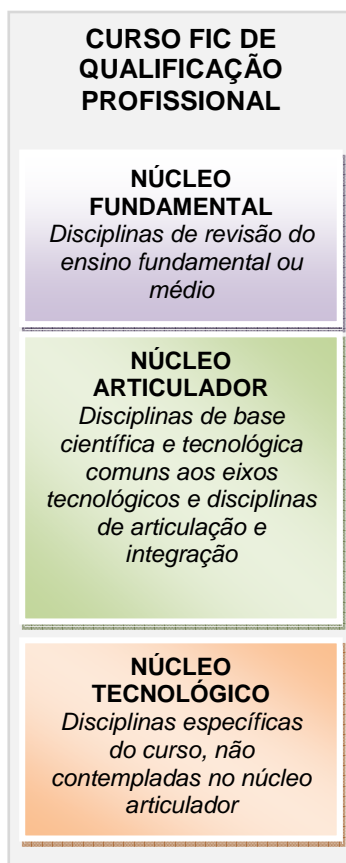 CURSO FIC DE
QUALIFICAÇÃO
PROFISSIONAL
NÚCLEO
FUNDAMENTAL
Disciplinas de revisão do
ensino fundamental ou
médio
NÚCLEO
ARTICULADOR
Disciplinas de base
científica e tecnológica
comuns aos eixos
tecnológicos e disciplinas
de articulação e
integração
NÚCLEO
TECNOLÓGICO
Disciplinas específicas
do curso, não
contempladas no núcleo
articulador